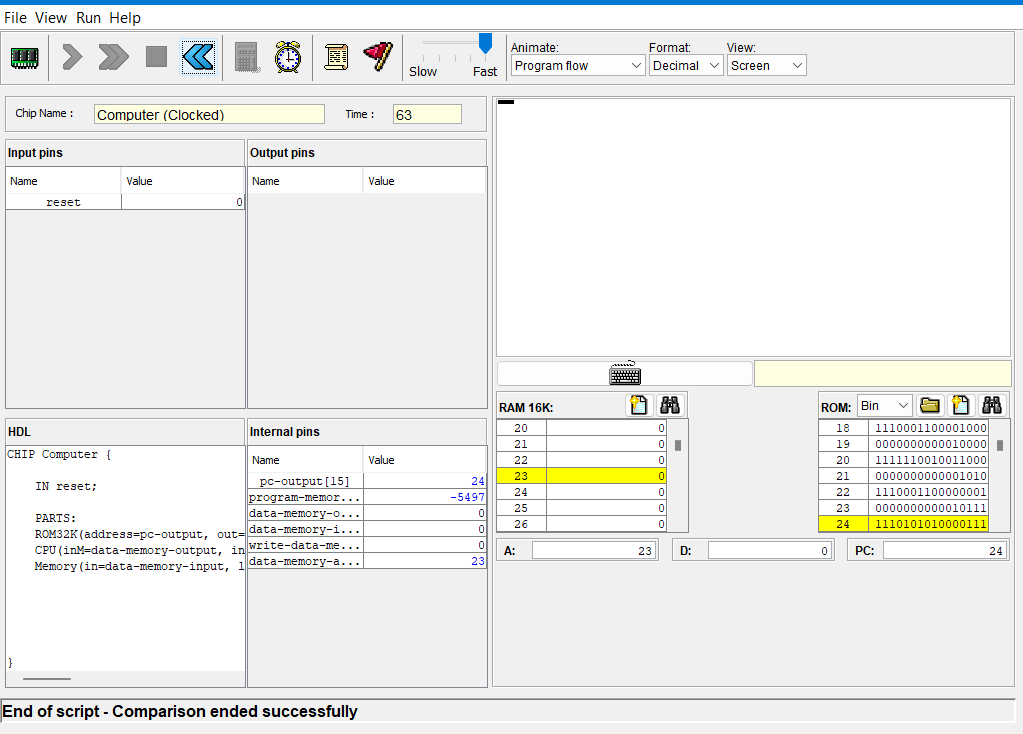 File View Run Help
Animate: Format: View:
Slow Fast Program flow Decimal Screen
Chip Name : Computer (Clocked) Time : 63
Input pins
Name Value
reset 0
Output pins
Name Value
HDL
CHIP Computer {
IN reset;
PARTS:
ROM32K(address=pc-output, out=
CPU(inM=data-memory-output, in
Memory(in=data-memory-input, l
}
Internal pins
Name Value
pc-output[15] 24
program-memor... -5497
data-memory-o... 0
data-memory-i... 0
write-data-me... 0
data-memory-a... 23
RAM 16K:
20 0
21 0
22 0
23 0
24 0
25 0
26 0
ROM: Bin
18 1110001100001000
19 0000000000010000
20 1111110010011000
21 0000000000001010
22 1110001100000001
23 0000000000010111
24 1110101010000111
A: 23 D: 0 PC: 24
End of script - Comparison ended successfully